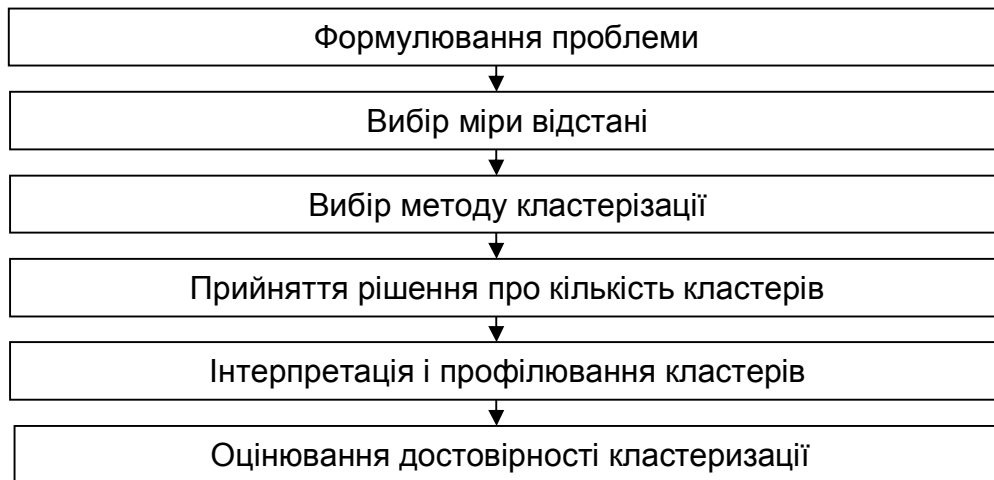 Формулювання проблеми
Вибір міри відстані
Вибір методу кластерізації
Прийняття рішення про кількість кластерів
Інтерпретація і профілювання кластерів
Оцінювання достовірності кластеризації